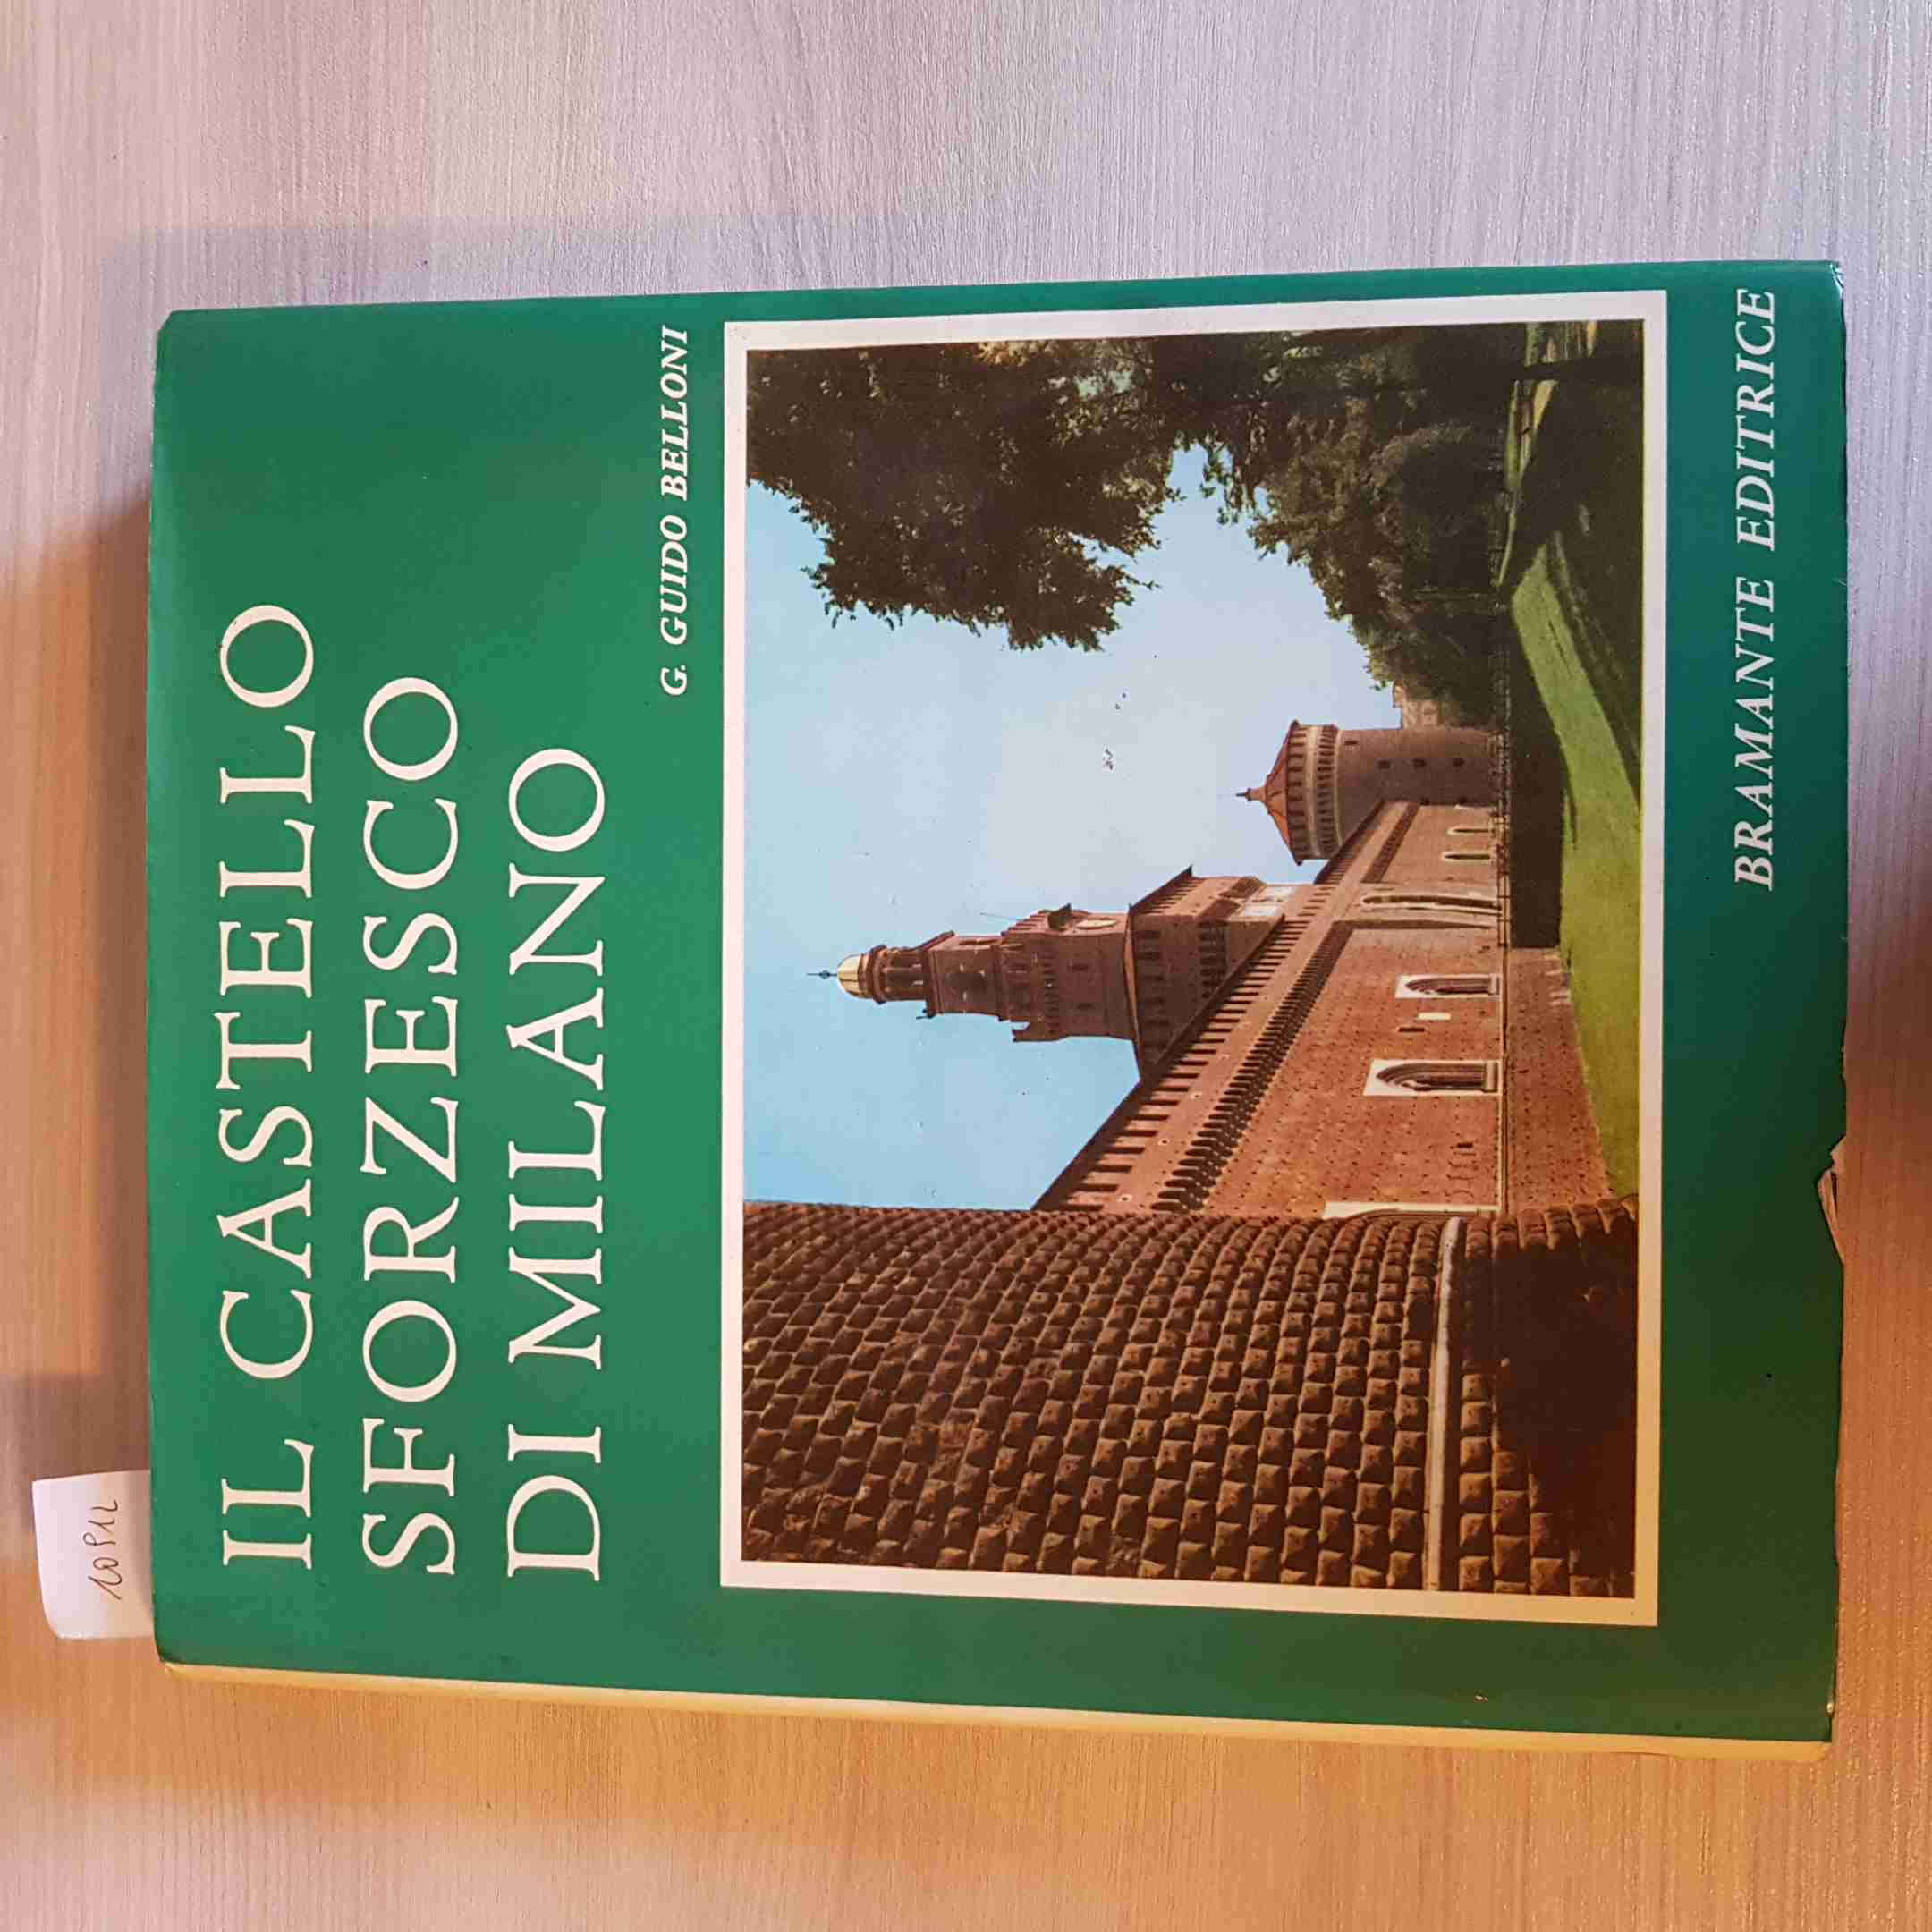 IL CASTELLO
SFORZESCO
DI MILANO
G. GUIDO BELLONI
BRAMANTE EDITRICE